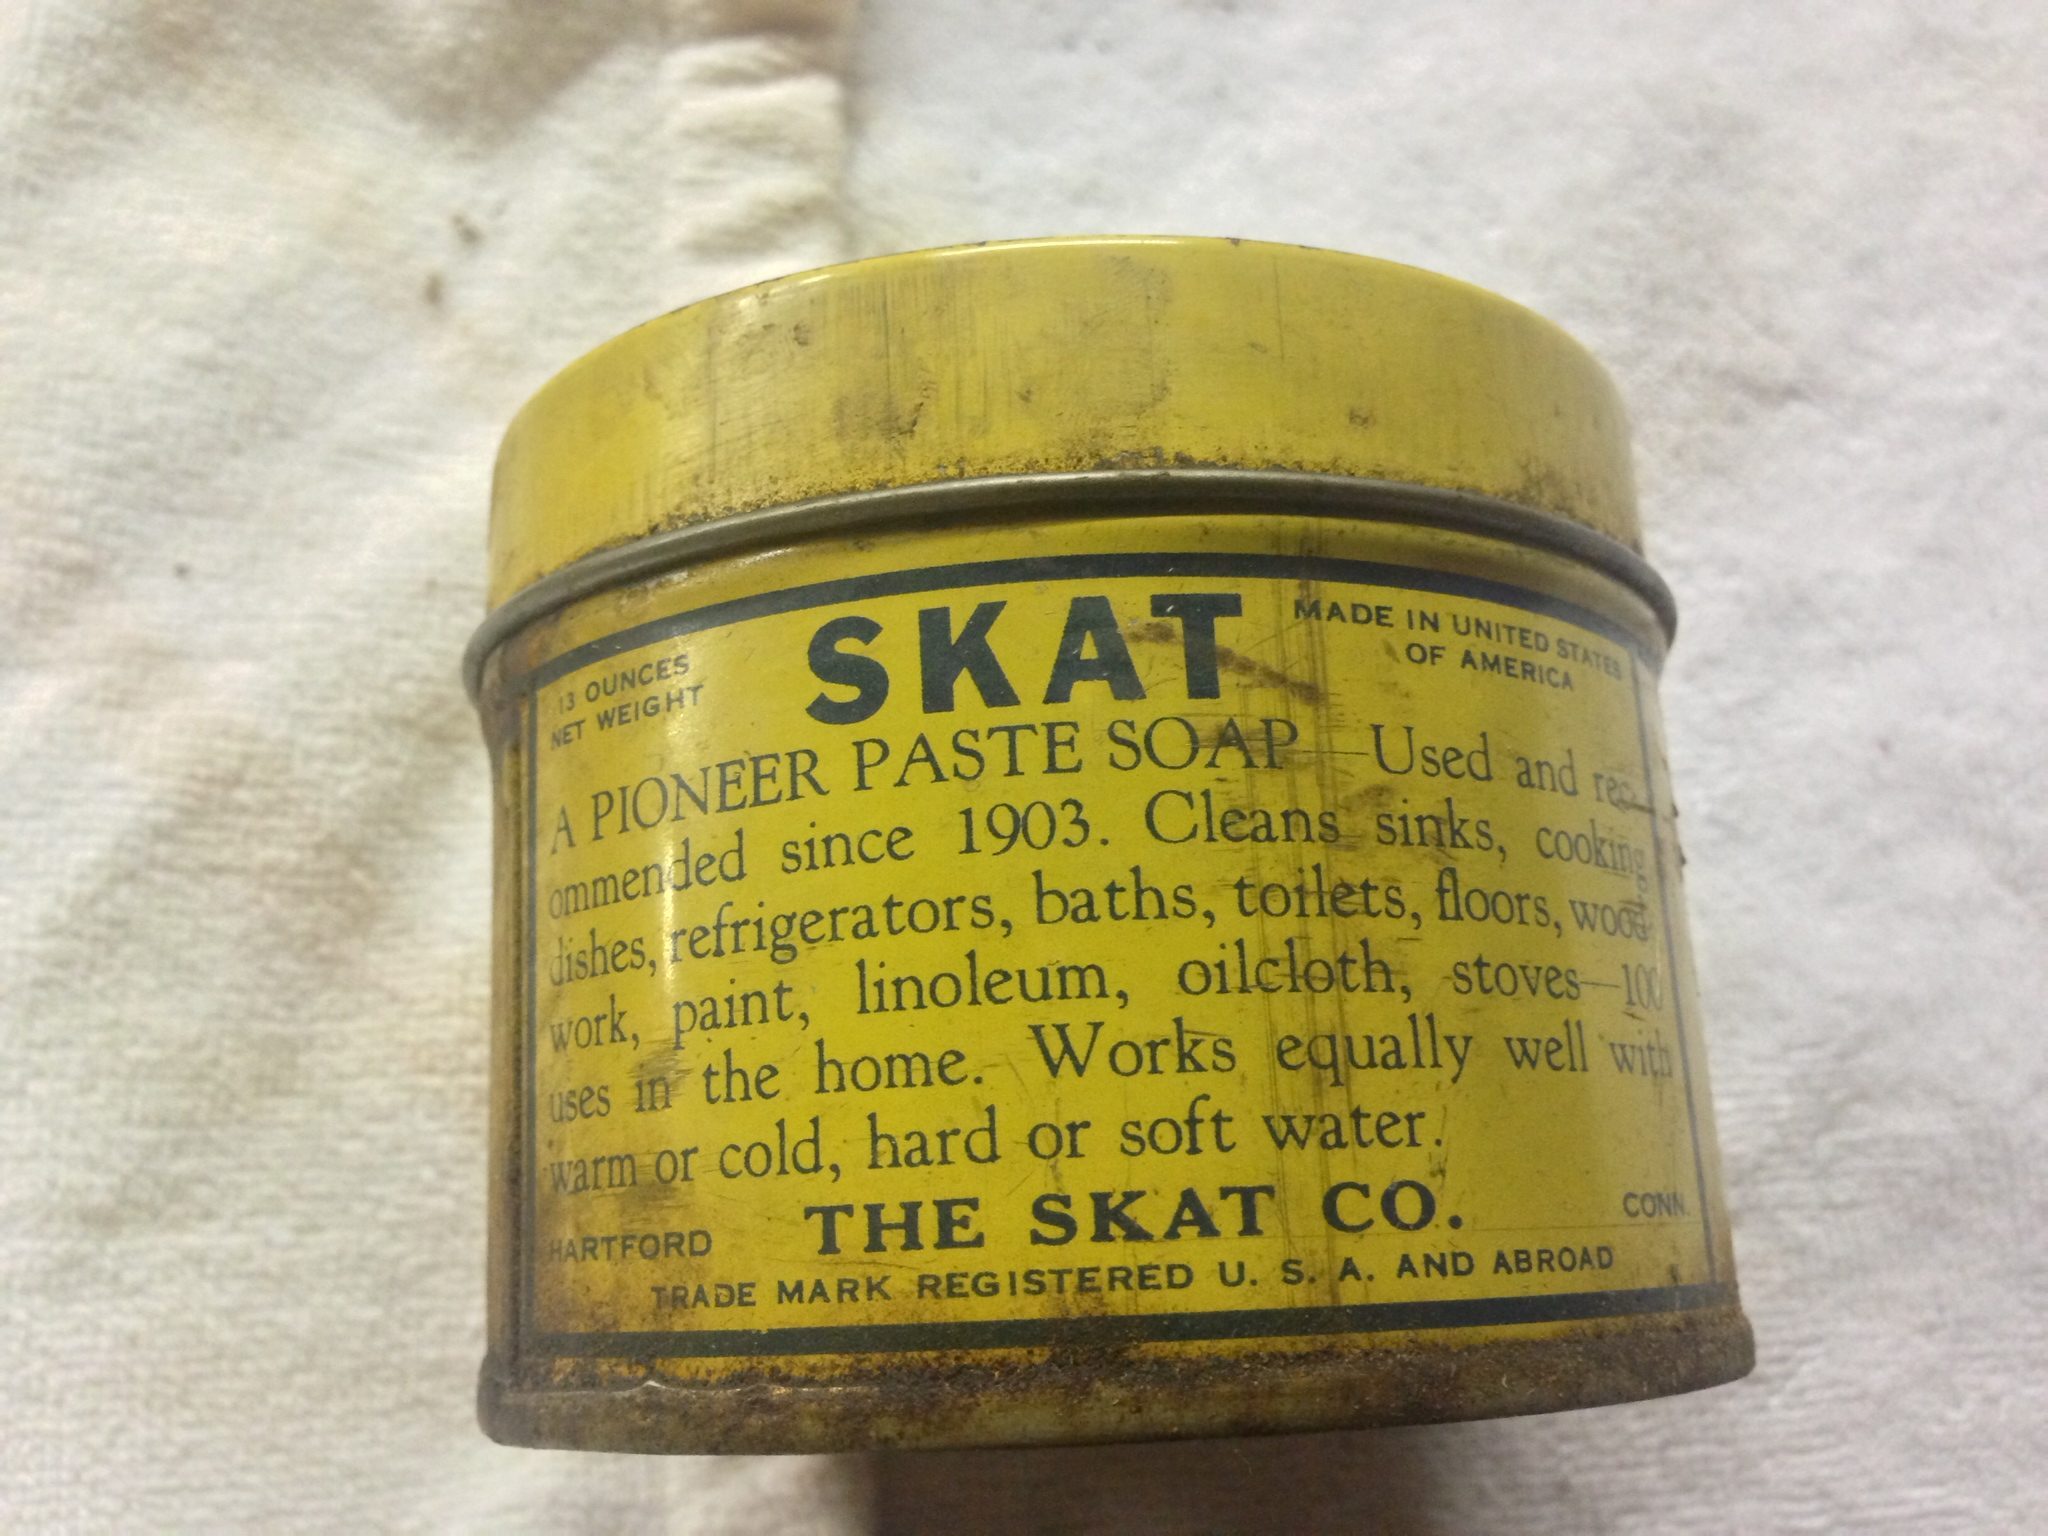 13 OUNCES
NET WEIGHT
SKAT
MADE IN UNITED STATES
OF AMERICA
A PIONEER PASTE SOAP—Used and rec-
ommended since 1903. Cleans sinks, cooking
dishes, refrigerators, baths, toilets, floors, wood-
work, paint, linoleum, oilcloth, stoves—100
uses in the home. Works equally well with
warm or cold, hard or soft water.
HARTFORD THE SKAT CO. CONN.
TRADE MARK REGISTERED U. S. A. AND ABROAD